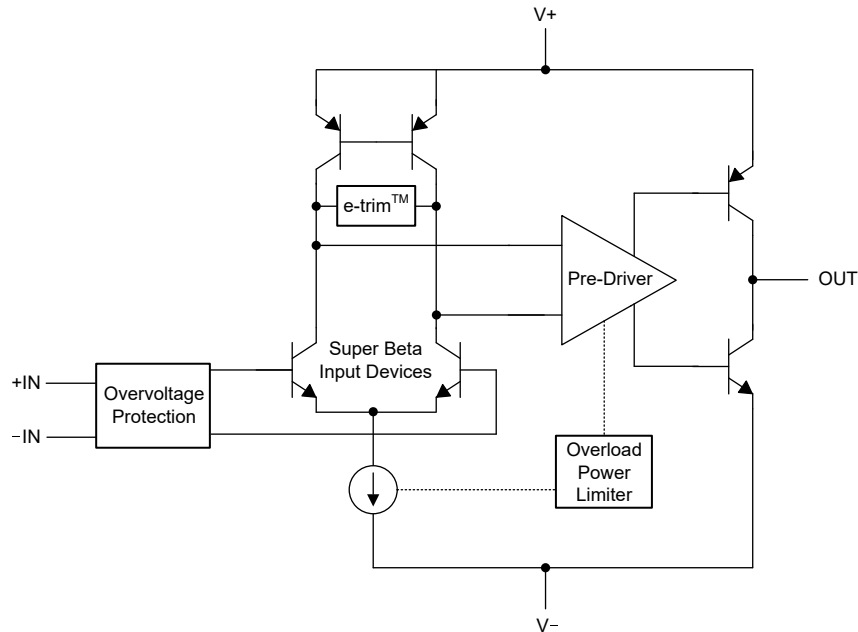 V+
e-trim™
Pre-Driver
OUT
Super Beta
Input Devices
+IN
Overvoltage
Protection
−IN
Overload
Power
Limiter
V−